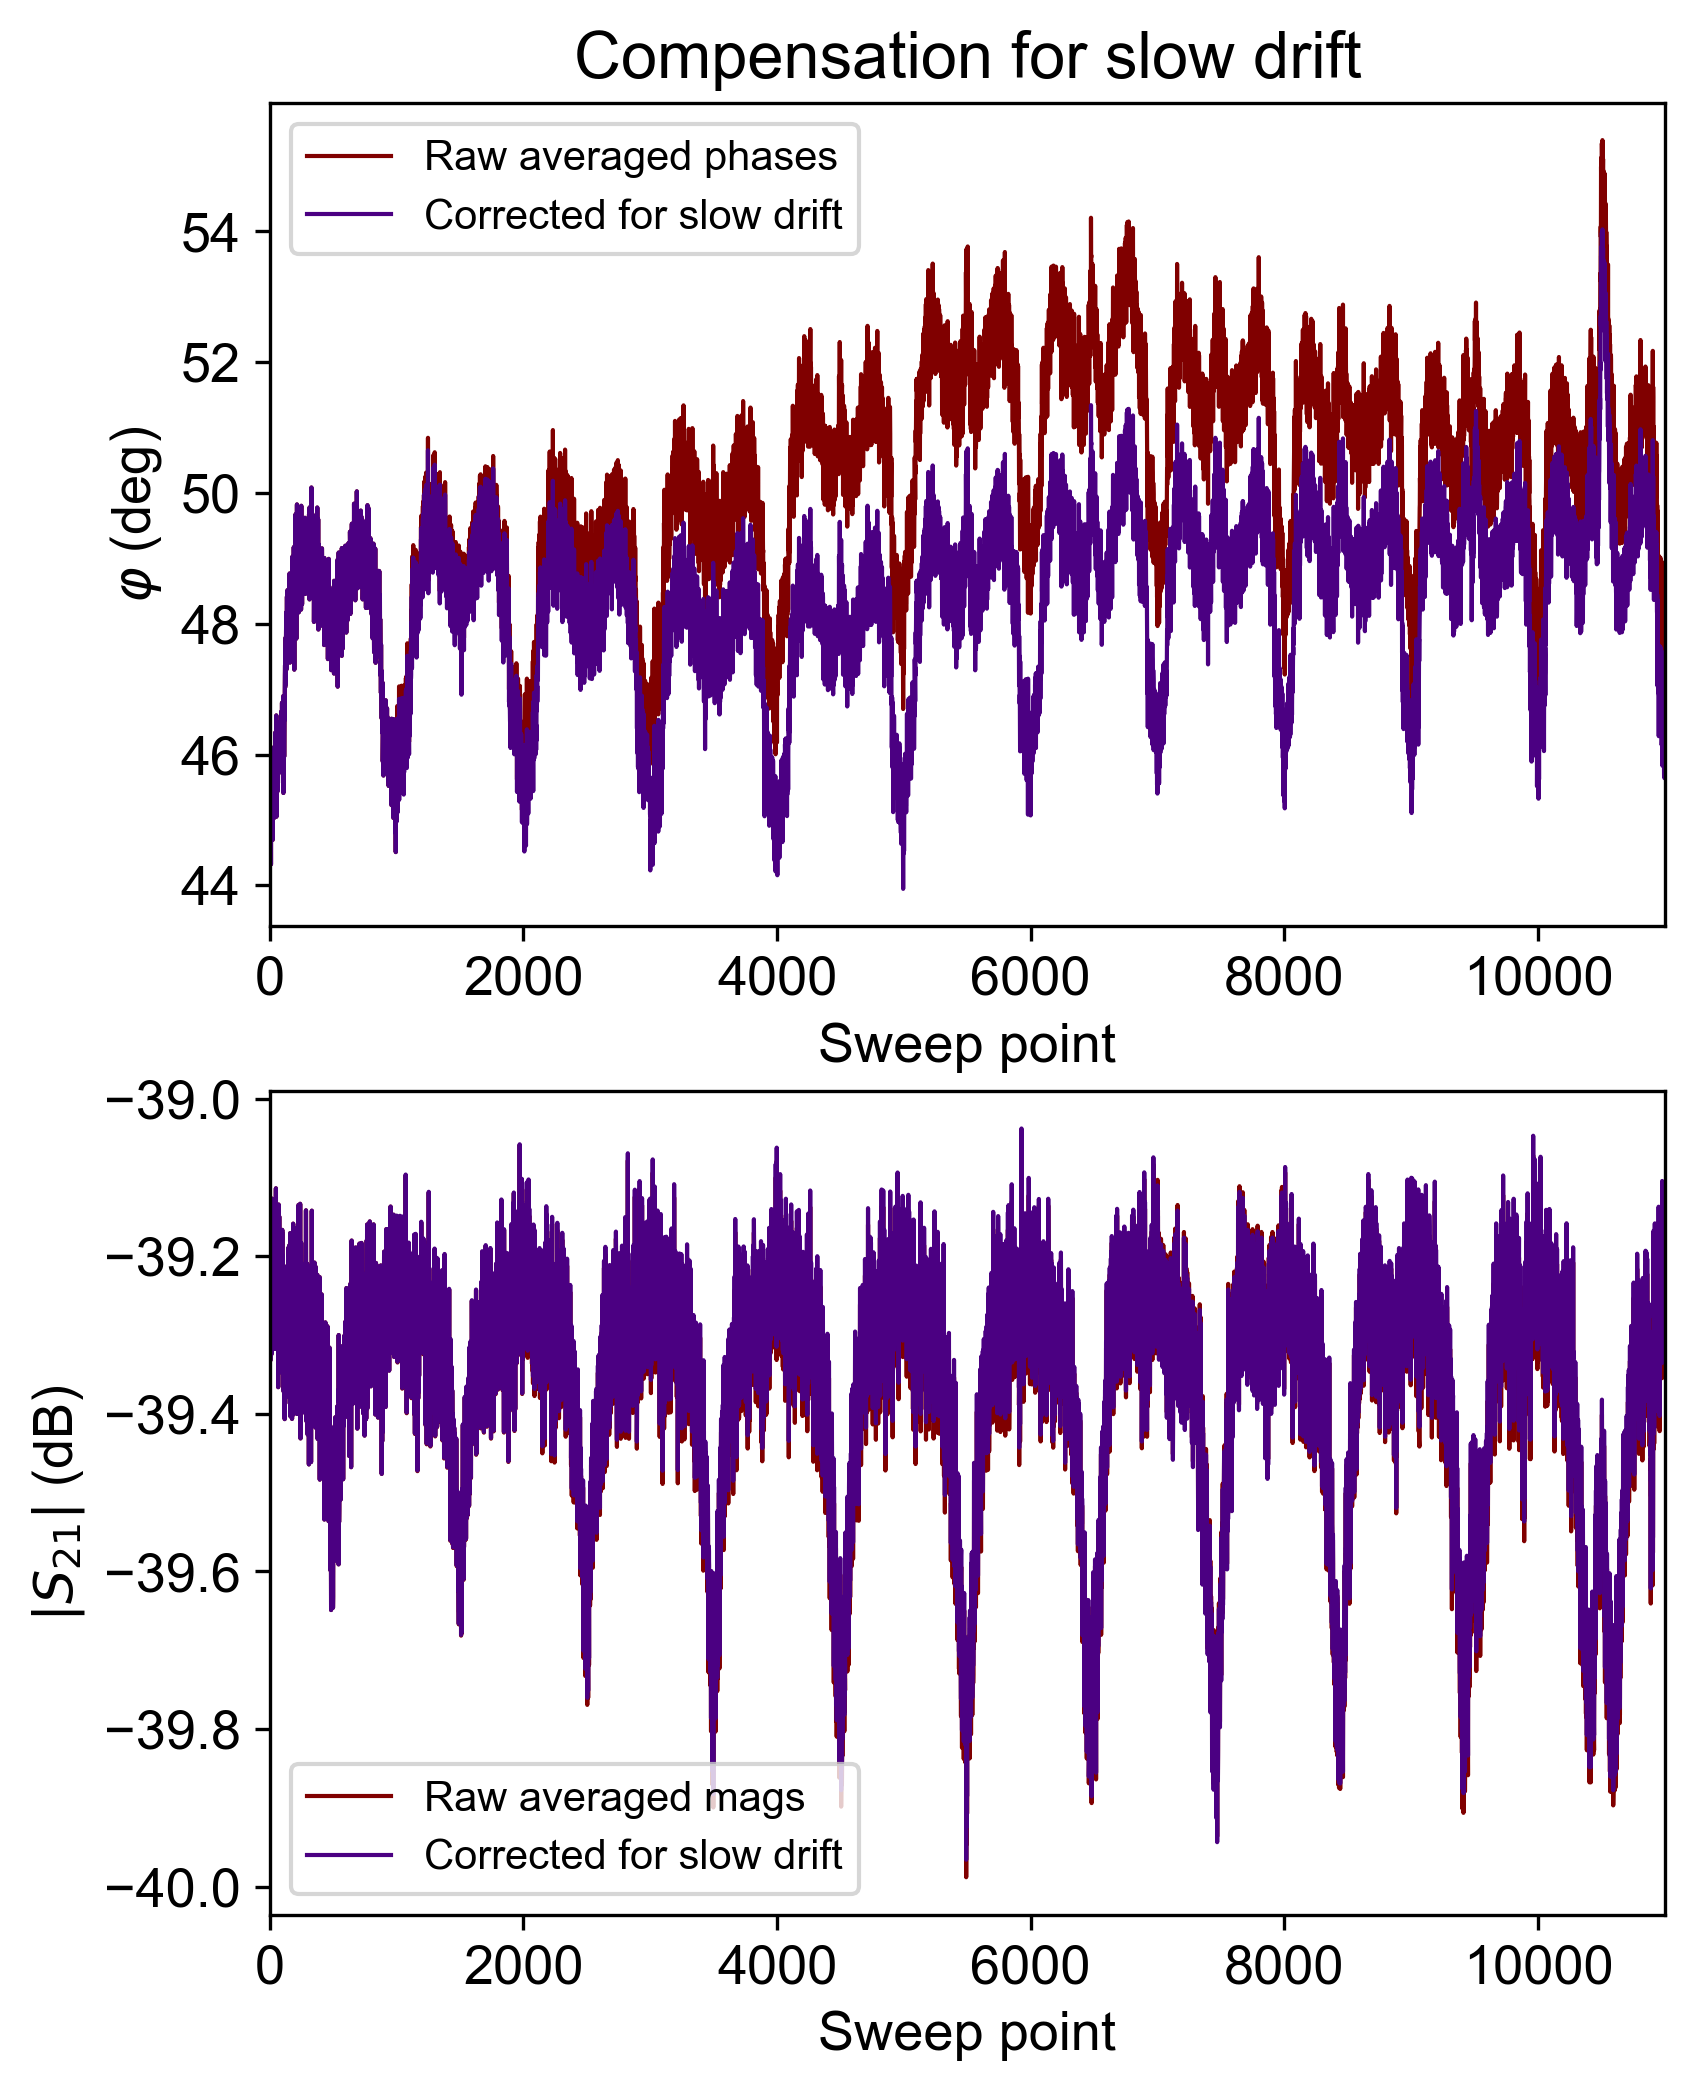 Compensation for slow drift
Raw averaged phases
Corrected for slow drift
φ (deg)
54
52
50
48
46
44
0 2000 4000 6000 8000 10000
Sweep point
−39.0
−39.2
−39.4
−39.6
−39.8
−40.0
|S₂₁| (dB)
Raw averaged mags
Corrected for slow drift
0 2000 4000 6000 8000 10000
Sweep point